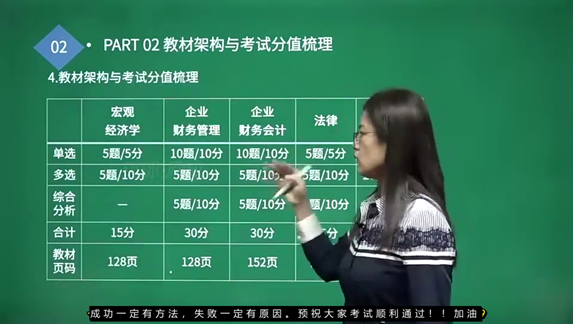 02 • PART 02 教材架构与考试分值梳理
4.教材架构与考试分值梳理
宏观经济学 企业财务管理 企业财务会计 法律
单选 5题/5分 10题/10分 10题/10分 5题/5分
多选 5题/10分 5题/10分 5题/10分 5题/10分
综合分析 — 5题/10分 5题/10分 题/10分
合计 15分 30分 30分 分
教材页码 128页 128页 152页
成功一定有方法，失败一定有原因。预祝大家考试顺利通过！！加油